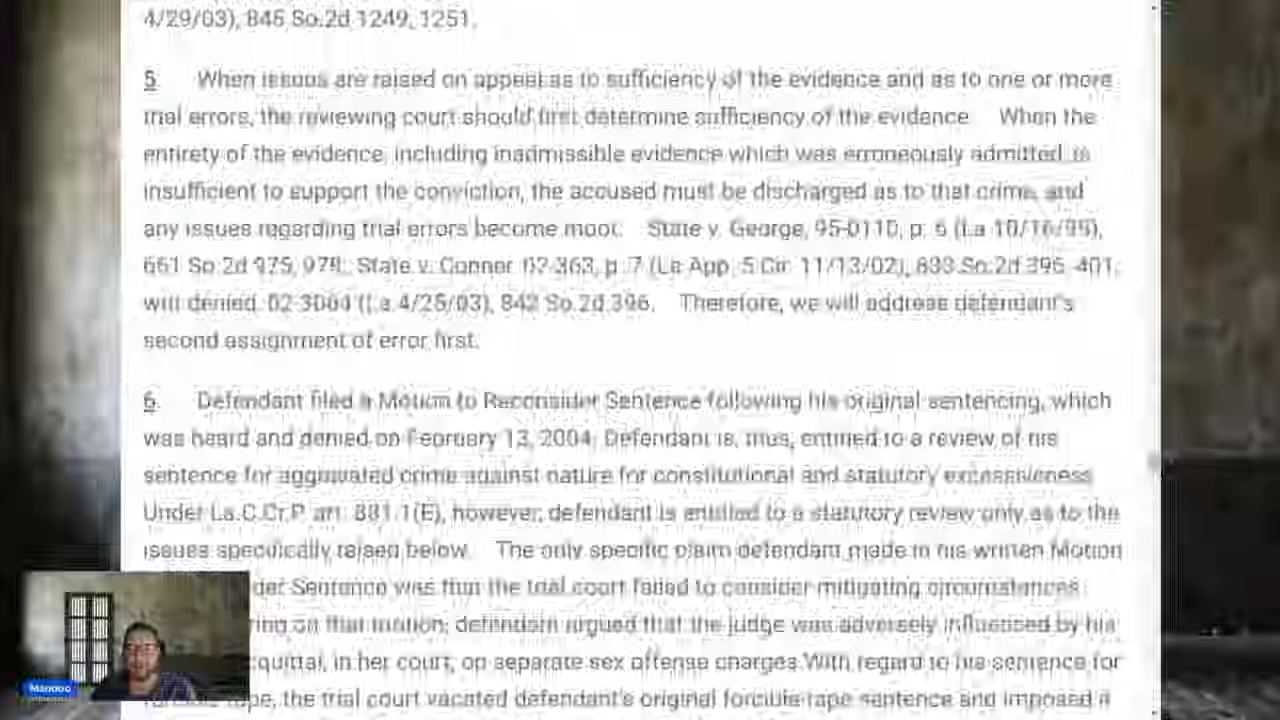 4/29/03), 845 So.2d 1249, 1251.
5. When issues are raised on appeal as to sufficiency of the evidence and as to one or more
trial errors, the reviewing court should first determine sufficiency of the evidence. When the
entirety of the evidence, including inadmissible evidence which was erroneously admitted, is
insufficient to support the conviction, the accused must be discharged as to that crime, and
any issues regarding trial errors become moot. State v. George, 95-0110, p. 6 (La 10/16/95),
661 So.2d 975, 978; State v. Conner 02-363, p. 7 (La App. 5 Cir. 11/13/02), 833 So.2d 396, 401,
writ denied, 02-3064 (La 4/25/03), 842 So.2d 396. Therefore, we will address defendant's
second assignment of error first.
6. Defendant filed a Motion to Reconsider Sentence following his original sentencing, which
was heard and denied on February 13, 2004. Defendant is, thus, entitled to a review of his
sentence for aggravated crime against nature for constitutional and statutory excessiveness.
Under La.C.Cr.P. art. 881.1(E), however, defendant is entitled to a statutory review only as to the
issues specifically raised below. The only specific claim defendant made in his written Motion
der Sentence was that the trial court failed to consider mitigating circumstances.
ring on that motion, defendant argued that the judge was adversely influenced by his
quittal, in her court, on separate sex offense charges. With regard to his sentence for
rape, the trial court vacated defendant's original forcible rape sentence and imposed a